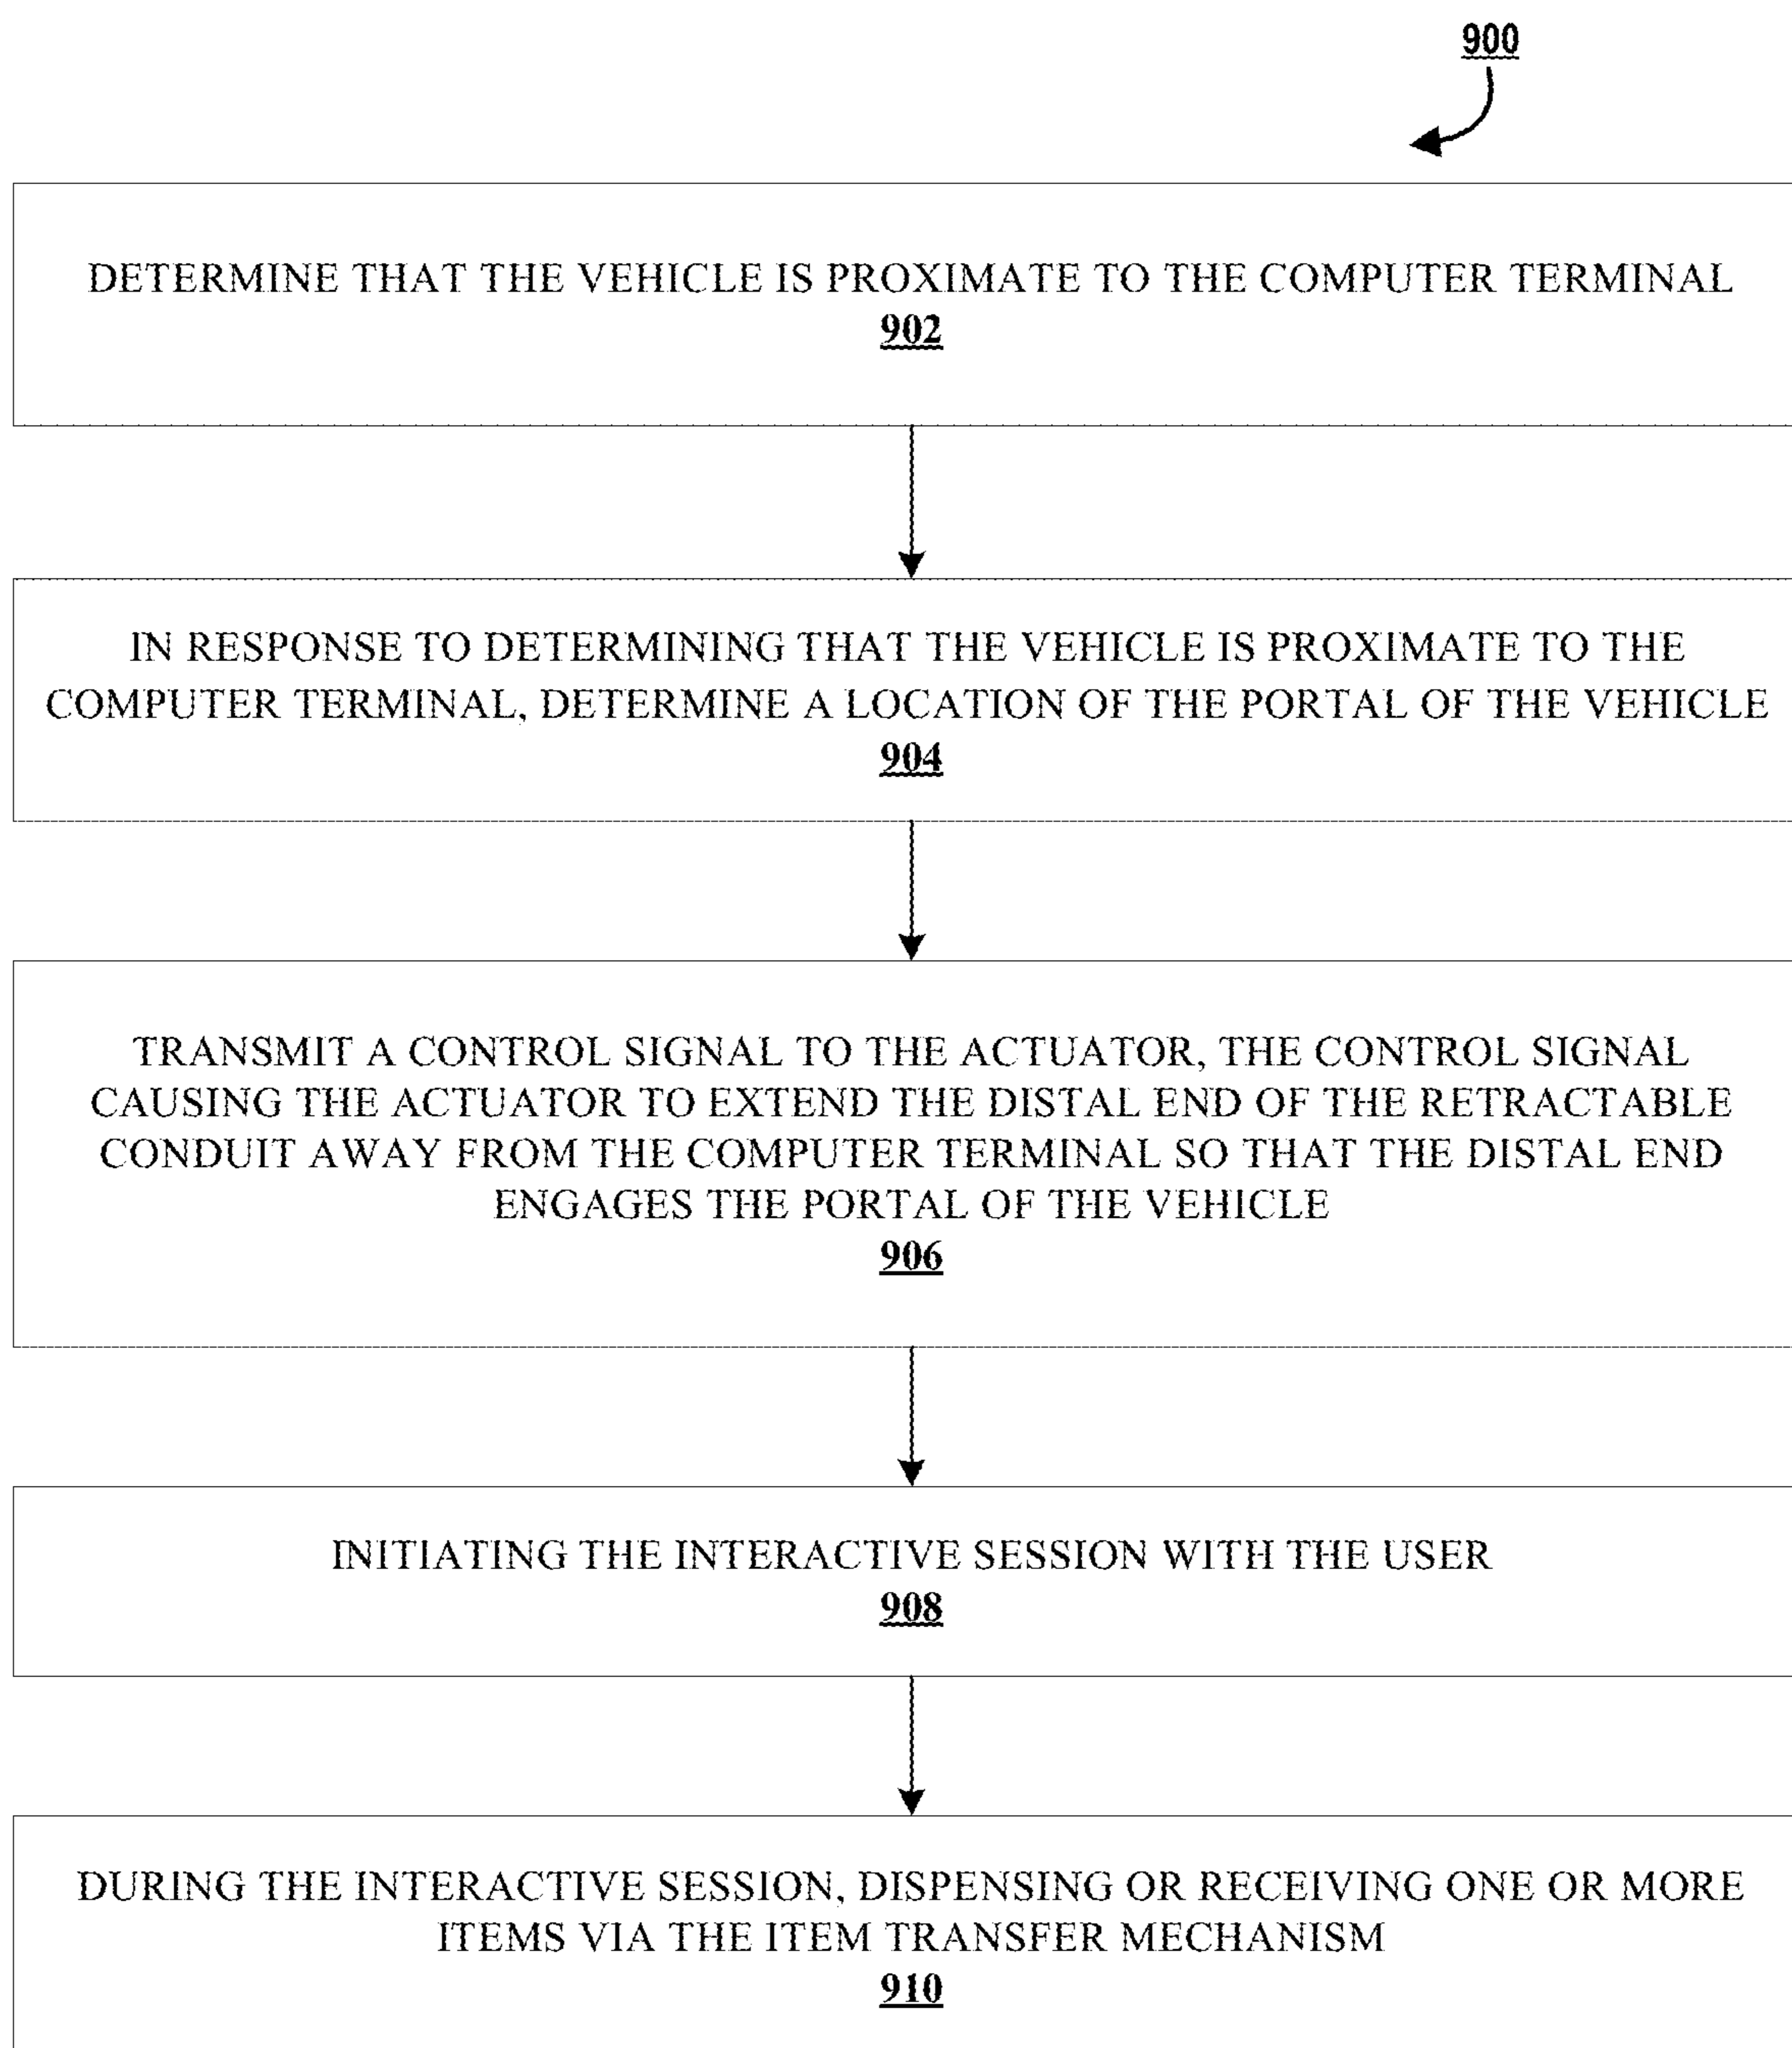 900
DETERMINE THAT THE VEHICLE IS PROXIMATE TO THE COMPUTER TERMINAL
902
IN RESPONSE TO DETERMINING THAT THE VEHICLE IS PROXIMATE TO THE
COMPUTER TERMINAL, DETERMINE A LOCATION OF THE PORTAL OF THE VEHICLE
904
TRANSMIT A CONTROL SIGNAL TO THE ACTUATOR, THE CONTROL SIGNAL
CAUSING THE ACTUATOR TO EXTEND THE DISTAL END OF THE RETRACTABLE
CONDUIT AWAY FROM THE COMPUTER TERMINAL SO THAT THE DISTAL END
ENGAGES THE PORTAL OF THE VEHICLE
906
INITIATING THE INTERACTIVE SESSION WITH THE USER
908
DURING THE INTERACTIVE SESSION, DISPENSING OR RECEIVING ONE OR MORE
ITEMS VIA THE ITEM TRANSFER MECHANISM
910